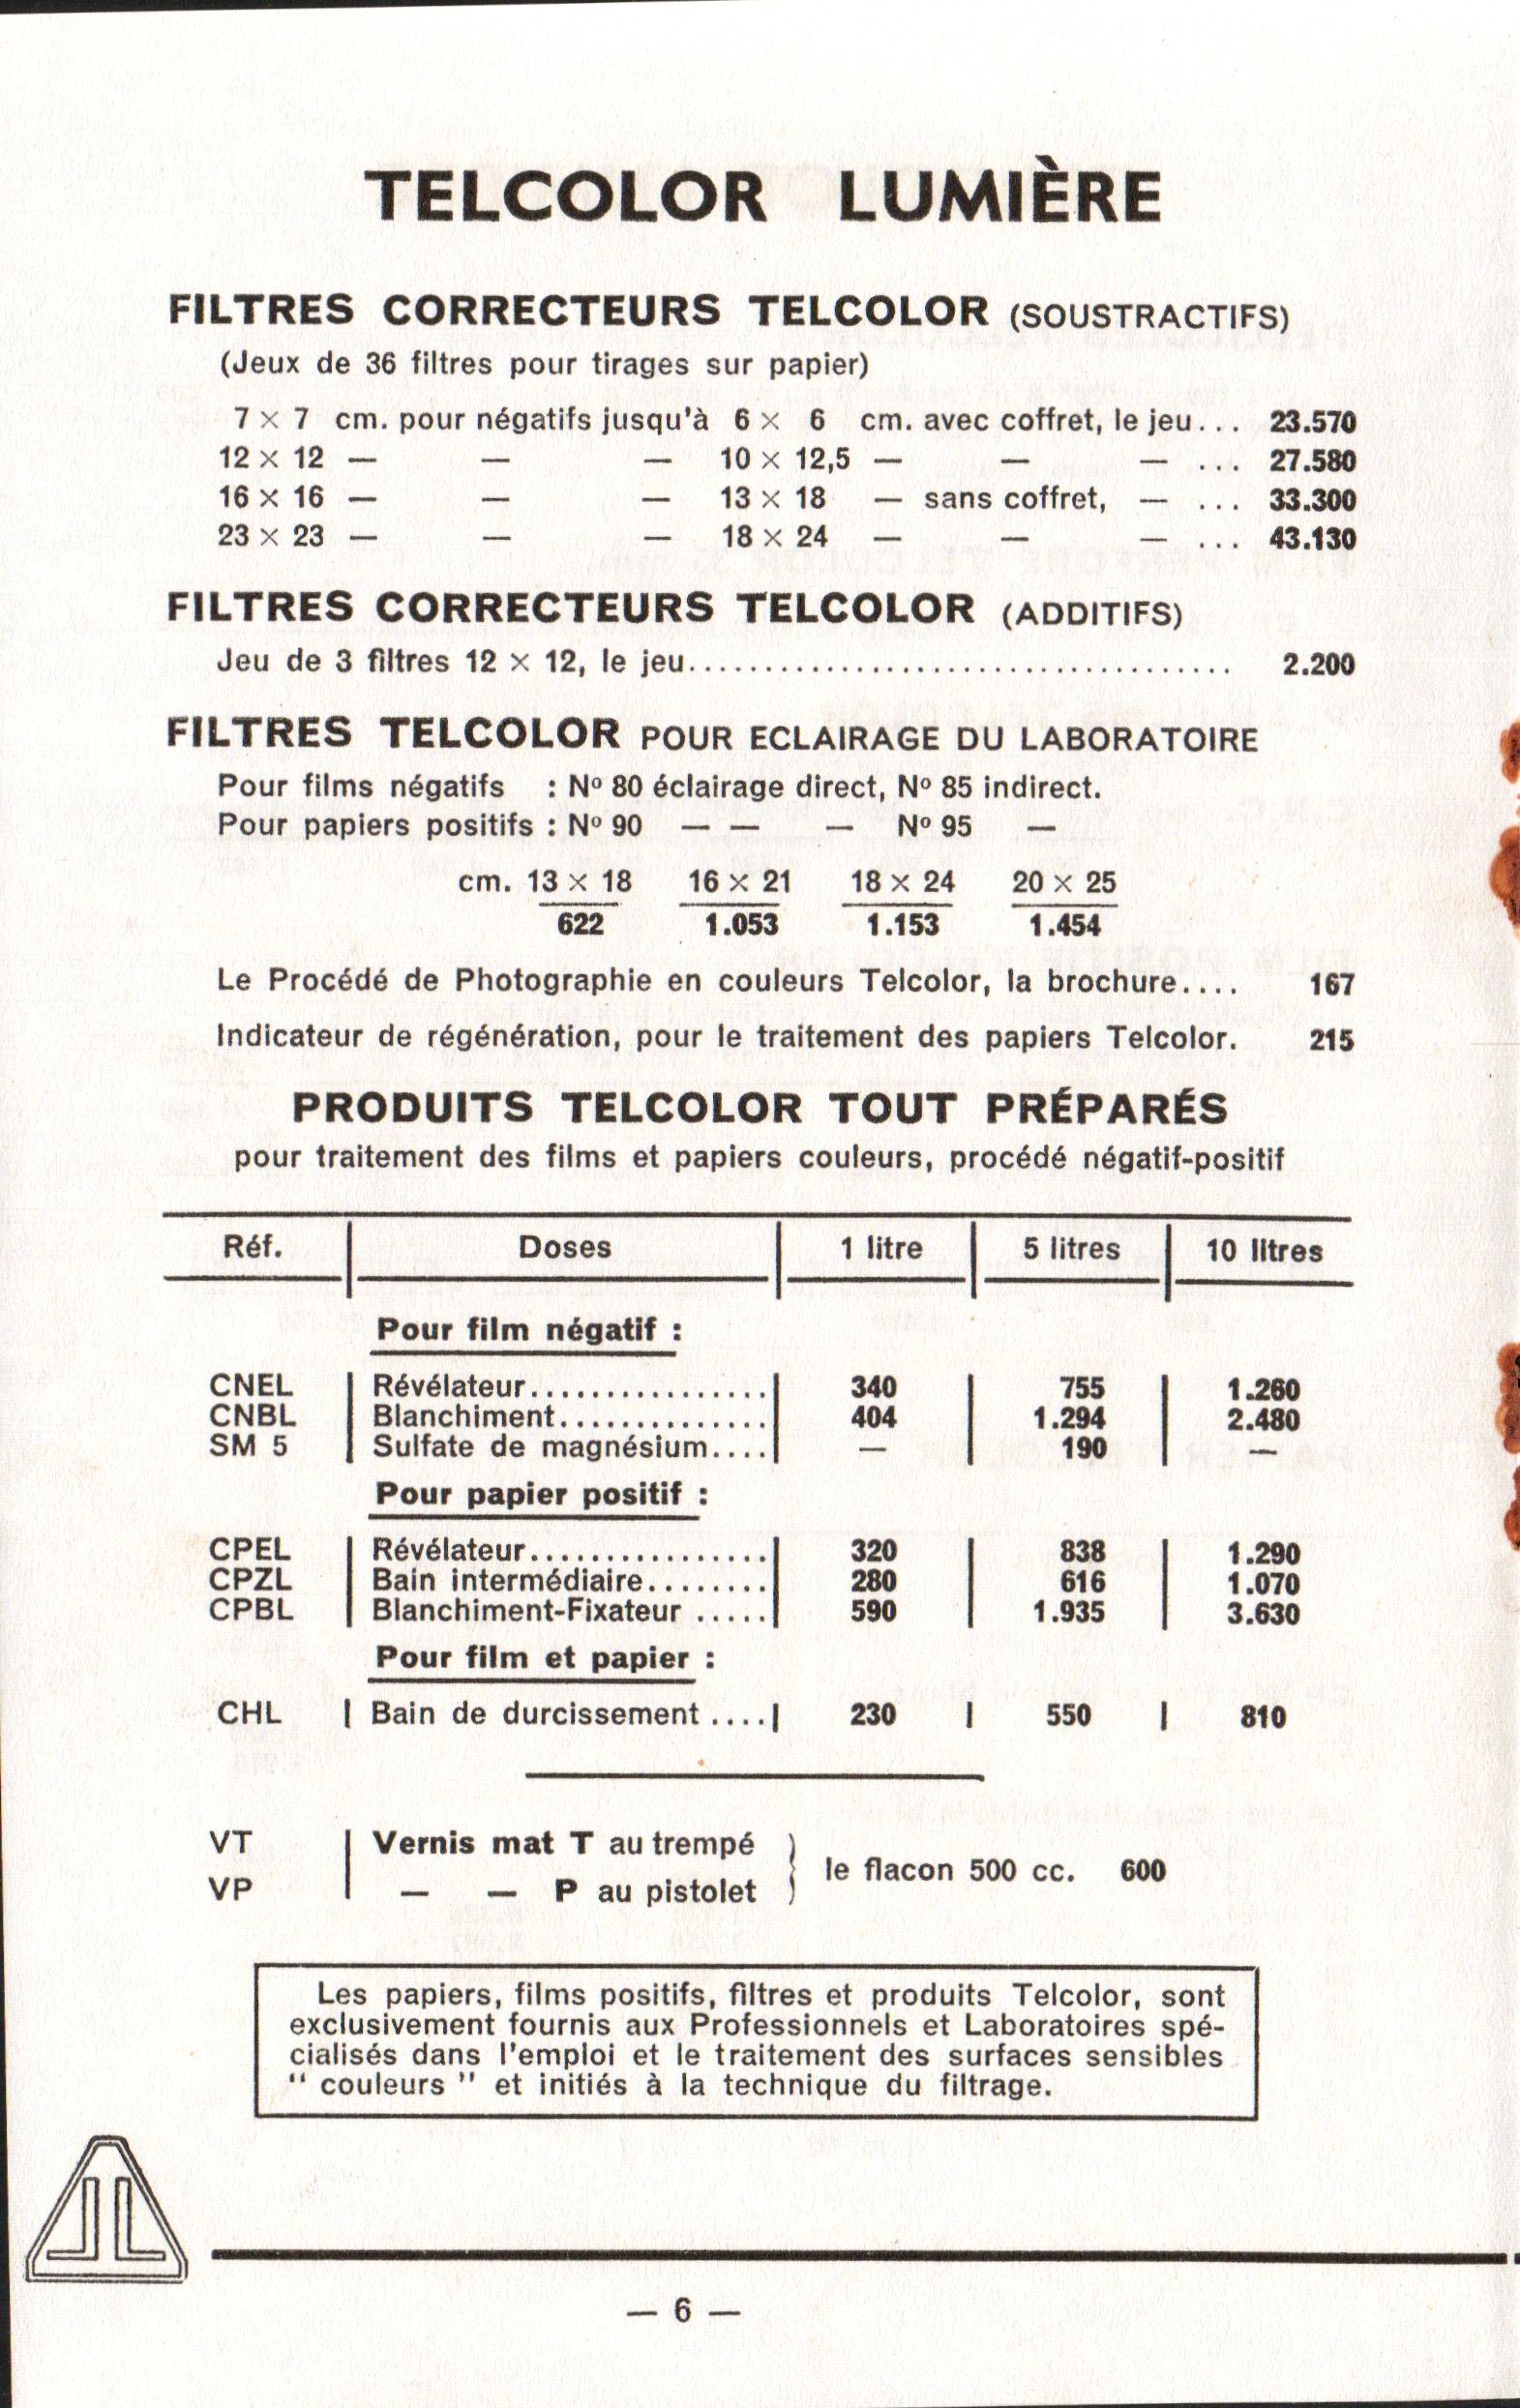 TELCOLOR LUMIÈRE
FILTRES CORRECTEURS TELCOLOR (SOUSTRACTIFS)
(Jeux de 36 filtres pour tirages sur papier)
7 × 7 cm. pour négatifs jusqu'à 6 × 6 cm. avec coffret, le jeu... 23.570
12 × 12 — — — 10 × 12,5 — — — ... 27.580
16 × 16 — — — 13 × 18 — sans coffret, — ... 33.300
23 × 23 — — — 18 × 24 — — — ... 43.130
FILTRES CORRECTEURS TELCOLOR (ADDITIFS)
Jeu de 3 filtres 12 × 12, le jeu.................................... 2.200
FILTRES TELCOLOR POUR ECLAIRAGE DU LABORATOIRE
Pour films négatifs : Nº 80 éclairage direct, Nº 85 indirect.
Pour papiers positifs : Nº 90 — — — Nº 95 —
cm. 13 × 18 16 × 21 18 × 24 20 × 25
622 1.053 1.153 1.454
Le Procédé de Photographie en couleurs Telcolor, la brochure.... 167
Indicateur de régénération, pour le traitement des papiers Telcolor. 215
PRODUITS TELCOLOR TOUT PRÉPARÉS
pour traitement des films et papiers couleurs, procédé négatif-positif
Réf. Doses 1 litre 5 litres 10 litres
Pour film négatif :
CNEL Révélateur................ 340 755 1.260
CNBL Blanchiment.............. 404 1.294 2.480
SM 5 Sulfate de magnésium.... — 190 —
Pour papier positif :
CPEL Révélateur................ 320 838 1.290
CPZL Bain intermédiaire........ 280 616 1.070
CPBL Blanchiment-Fixateur ..... 590 1.935 3.630
Pour film et papier :
CHL Bain de durcissement .... 230 550 810
VT Vernis mat T au trempé
le flacon 500 cc. 600
VP — — P au pistolet
Les papiers, films positifs, filtres et produits Telcolor, sont
exclusivement fournis aux Professionnels et Laboratoires spé-
cialisés dans l'emploi et le traitement des surfaces sensibles
" couleurs " et initiés à la technique du filtrage.
JL
— 6 —